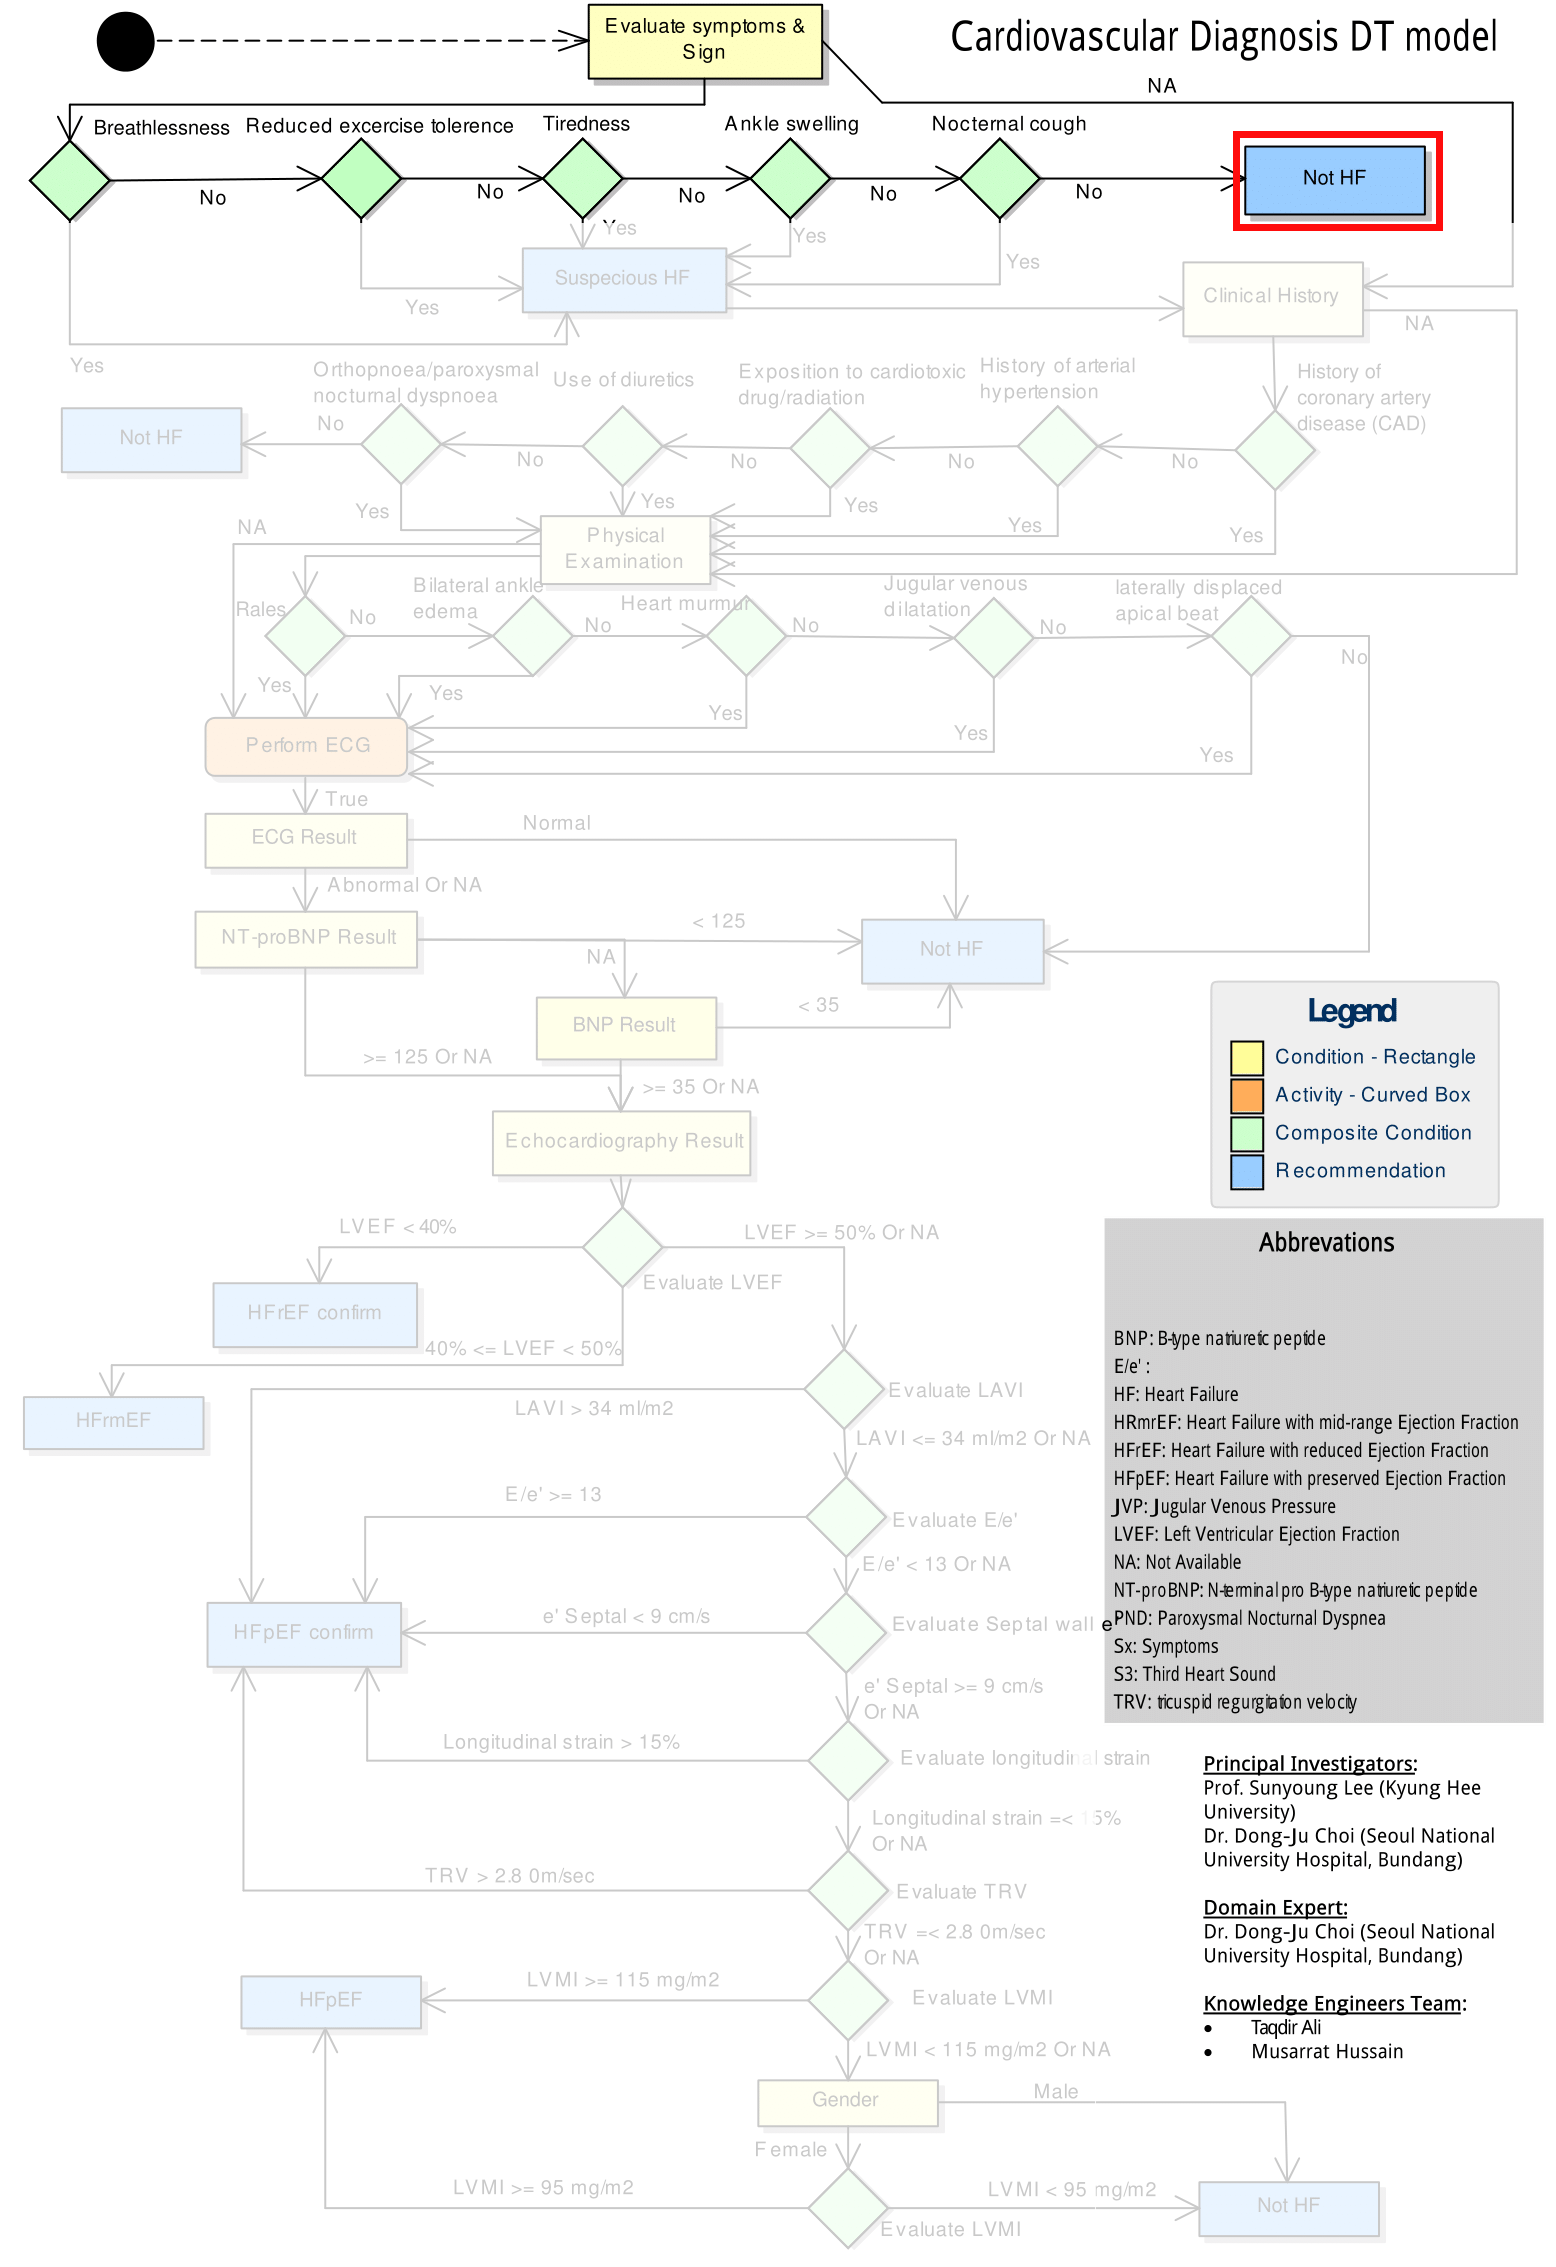 Cardiovascular Diagnosis DT model
Evaluate symptoms &
Sign
NA
Breathlessness
Reduced excercise tolerence
Tiredness
Ankle swelling
Nocternal cough
No
No
No
No
No
Not HF
Yes
Yes
Yes
Yes
Yes
Suspecious HF
Clinical History
NA
Orthopnoea/paroxysmal
nocturnal dyspnoea
Use of diuretics
Exposition to cardiotoxic
drug/radiation
History of arterial
hypertension
History of
coronary artery
disease (CAD)
Not HF
No
No
No
No
No
Yes
Yes
Yes
Yes
Yes
NA
Physical
Examination
Rales
Bilateral ankle
edema
Heart murmur
Jugular venous
dilatation
laterally displaced
apical beat
No
No
No
No
No
Yes
Yes
Yes
Yes
Yes
Perform ECG
True
ECG Result
Normal
Abnormal Or NA
NT-proBNP Result
< 125
NA
Not HF
BNP Result
< 35
>= 125 Or NA
>= 35 Or NA
Echocardiography Result
LVEF < 40%
LVEF >= 50% Or NA
Evaluate LVEF
HFrEF confirm
40% <= LVEF < 50%
HFrmEF
Evaluate LAVI
LAVI > 34 ml/m2
LAVI <= 34 ml/m2 Or NA
E/e' >= 13
Evaluate E/e'
E/e' < 13 Or NA
e' Septal < 9 cm/s
Evaluate Septal wall e'
HFpEF confirm
e' Septal >= 9 cm/s
Or NA
Longitudinal strain > 15%
Evaluate longitudinal strain
Longitudinal strain =< 15%
Or NA
TRV > 2.8 0m/sec
Evaluate TRV
TRV =< 2.8 0m/sec
Or NA
HFpEF
LVMI >= 115 mg/m2
Evaluate LVMI
LVMI < 115 mg/m2 Or NA
Gender
Male
Female
LVMI >= 95 mg/m2
LVMI < 95 mg/m2
Evaluate LVMI
Not HF
Legend
Condition - Rectangle
Activity - Curved Box
Composite Condition
Recommendation
Abbrevations
BNP: B-type natriuretic peptide
E/e' :
HF: Heart Failure
HRmrEF: Heart Failure with mid-range Ejection Fraction
HFrEF: Heart Failure with reduced Ejection Fraction
HFpEF: Heart Failure with preserved Ejection Fraction
JVP: Jugular Venous Pressure
LVEF: Left Ventricular Ejection Fraction
NA: Not Available
NT-proBNP: N-terminal pro B-type natriuretic peptide
PND: Paroxysmal Nocturnal Dyspnea
Sx: Symptoms
S3: Third Heart Sound
TRV: tricuspid regurgitation velocity
Principal Investigators:
Prof. Sunyoung Lee (Kyung Hee
University)
Dr. Dong-Ju Choi (Seoul National
University Hospital, Bundang)
Domain Expert:
Dr. Dong-Ju Choi (Seoul National
University Hospital, Bundang)
Knowledge Engineers Team:
• Taqdir Ali
• Musarrat Hussain